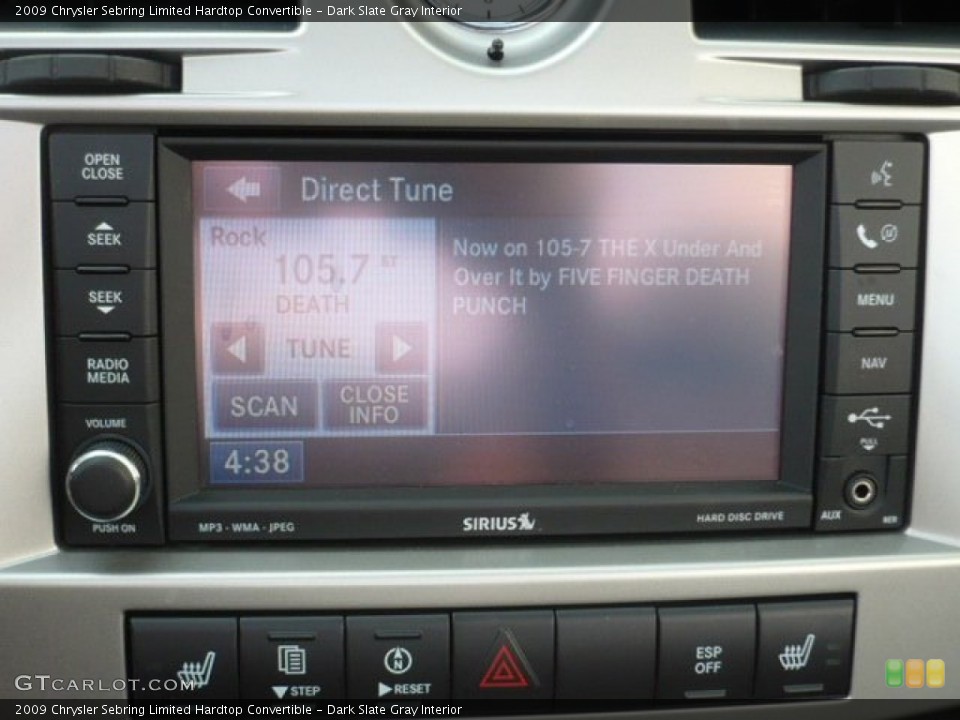 2009 Chrysler Sebring Limited Hardtop Convertible - Dark Slate Gray Interior
OPEN
CLOSE
SEEK
SEEK
RADIO
MEDIA
VOLUME
PUSH ON
Direct Tune
Rock
105.7 ST
DEATH
TUNE
SCAN
CLOSE
INFO
4:38
Now on 105-7 THE X Under And
Over It by FIVE FINGER DEATH
PUNCH
MP3 - WMA - JPEG
SIRIUS
HARD DISC DRIVE
MENU
NAV
PULL
AUX
RER
STEP
RESET
ESP
OFF
GTCARLOT.COM
2009 Chrysler Sebring Limited Hardtop Convertible - Dark Slate Gray Interior